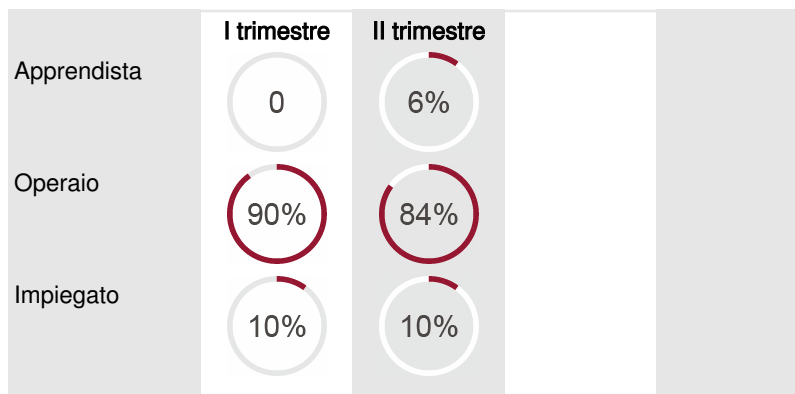 I trimestre II trimestre
Apprendista 0 6%
Operaio 90% 84%
Impiegato 10% 10%